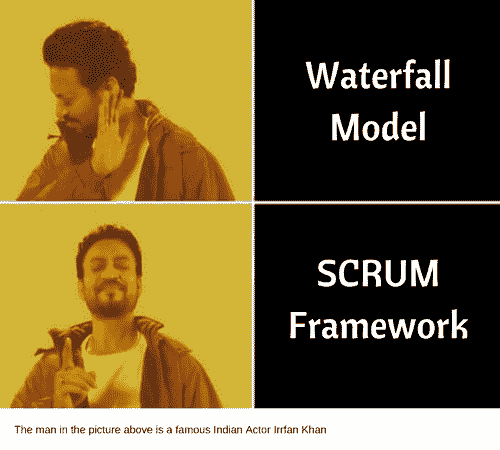 Waterfall
Model
SCRUM
Framework
The man in the picture above is a famous Indian Actor Irrfan Khan